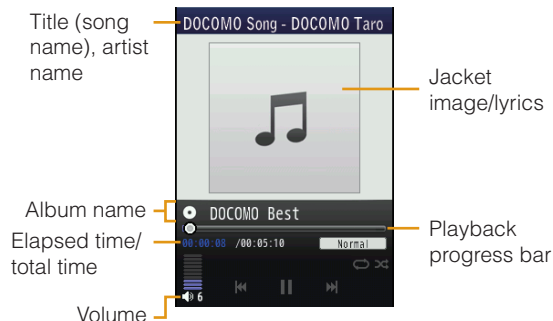 Title (song
name), artist
name
DOCOMO Song - DOCOMO Taro
Jacket
image/lyrics
Album name
DOCOMO Best
Elapsed time/
total time
00:00:08 /00:05:10
Normal
Playback
progress bar
6
Volume